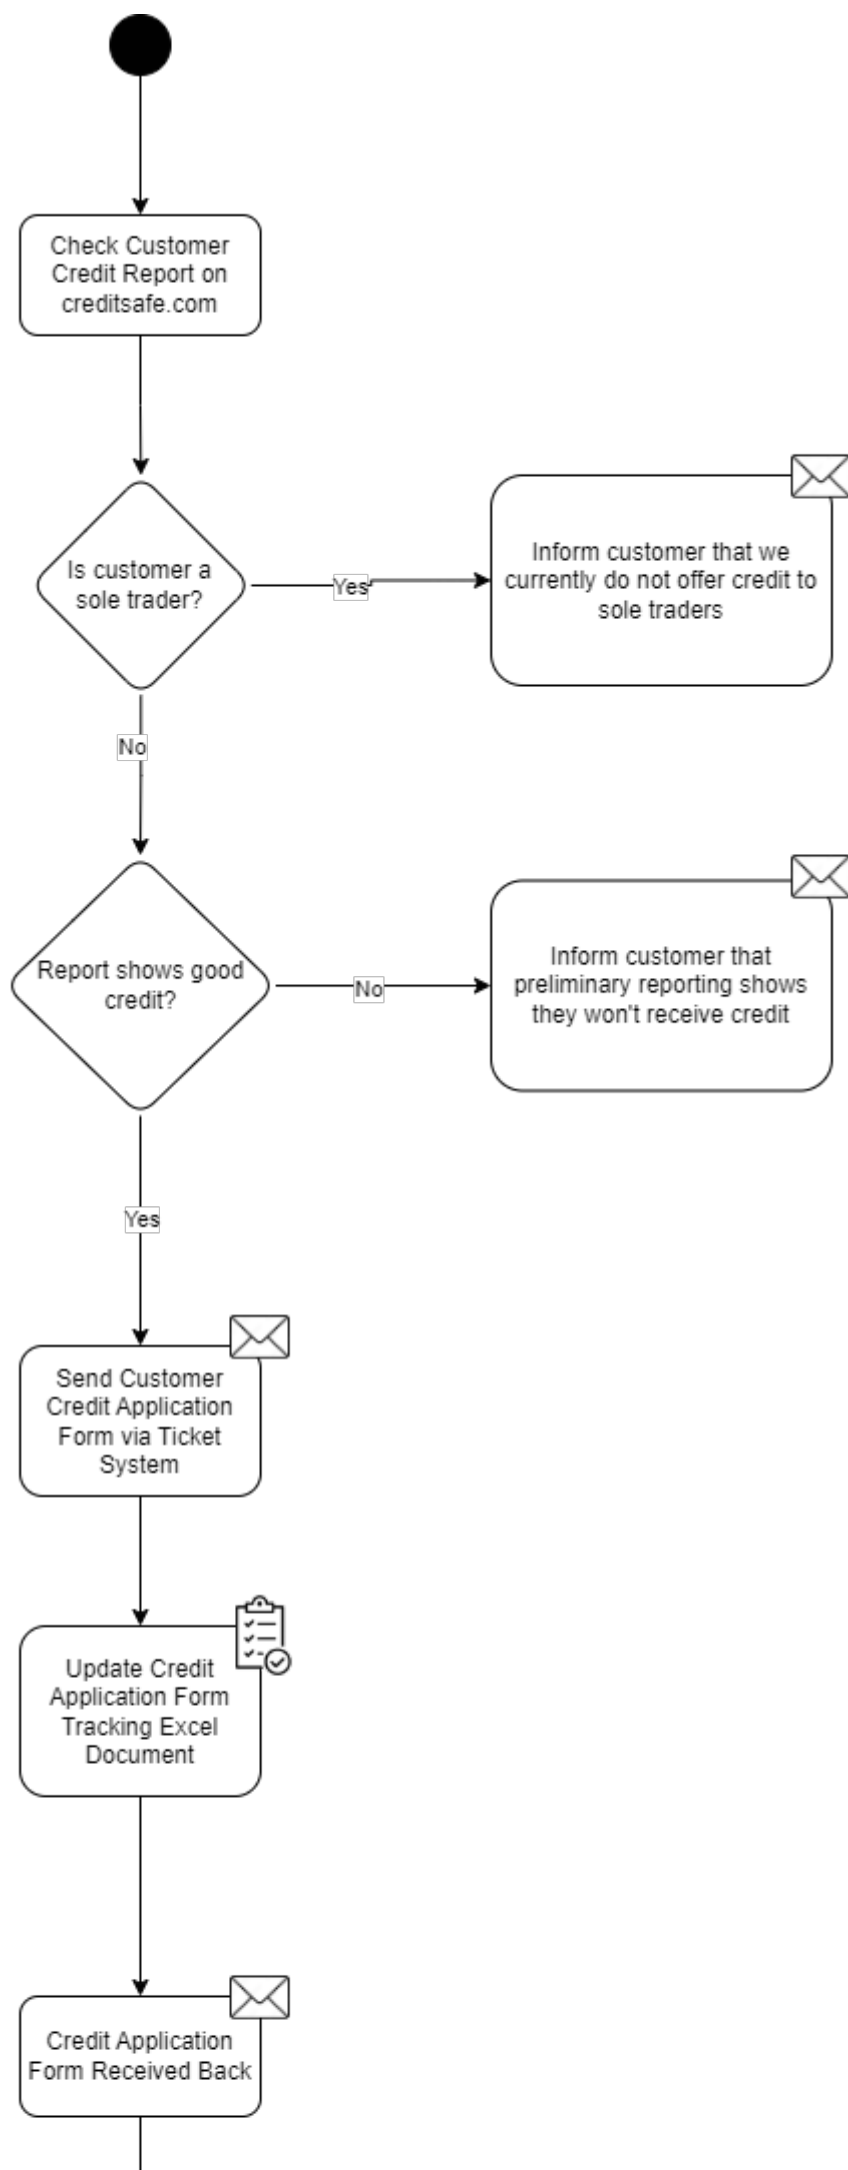 Check Customer
Credit Report on
creditsafe.com
Is customer a
sole trader?
Yes
Inform customer that we
currently do not offer credit to
sole traders
No
Report shows good
credit?
No
Inform customer that
preliminary reporting shows
they won't receive credit
Yes
Send Customer
Credit Application
Form via Ticket
System
Update Credit
Application Form
Tracking Excel
Document
Credit Application
Form Received Back